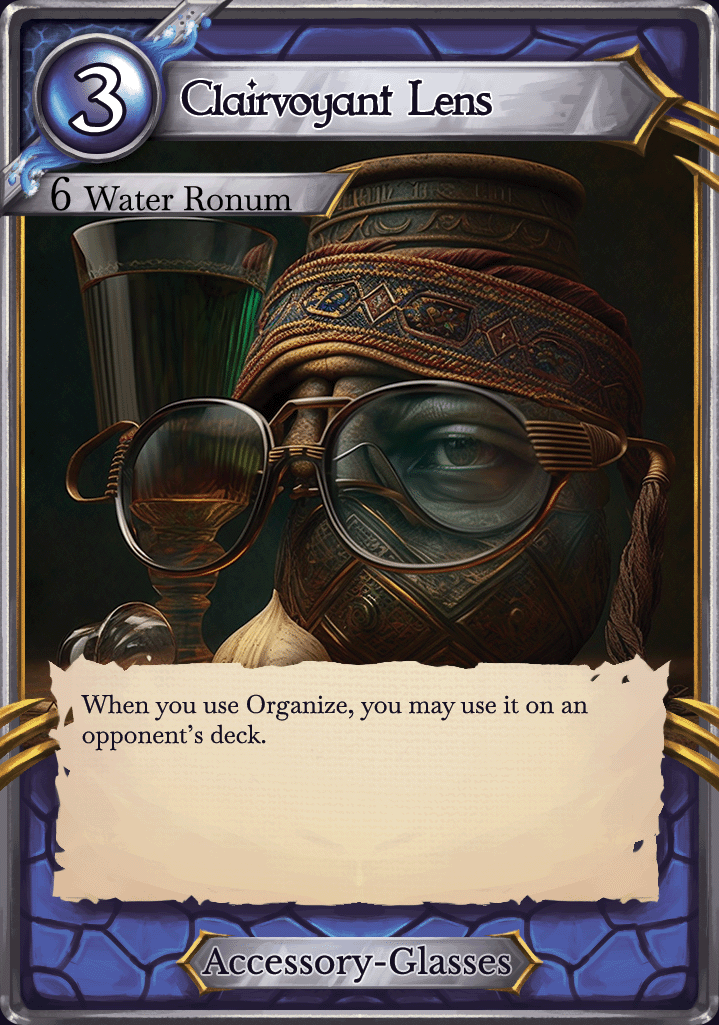 3
Clairvoyant Lens
6 Water Ronum
When you use Organize, you may use it on an
opponent's deck.
Accessory-Glasses